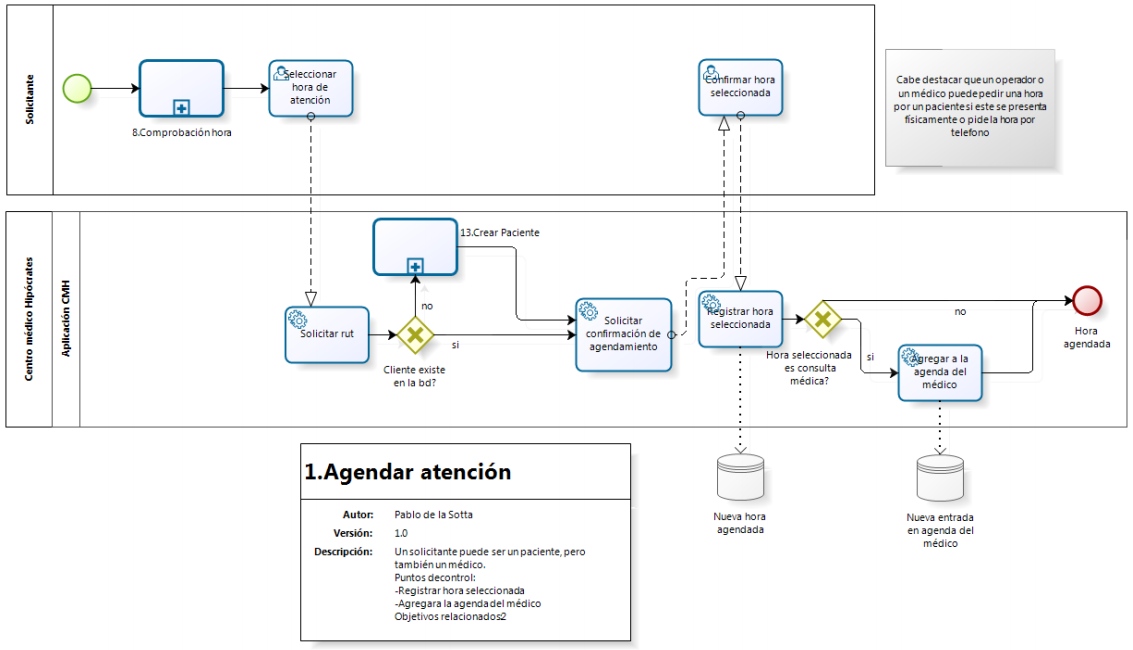 Solicitante
8.Comprobación hora
Seleccionar
hora de
atención
Confirmar hora
seleccionada
Cabe destacar que un operador o
un médico puede pedir una hora
por un paciente si este se presenta
físicamente o pide la hora por
telefono
Centro médico Hipócrates
Aplicación CMH
13.Crear Paciente
no
Solicitar rut
si
Cliente existe
en la bd?
Solicitar
confirmación de
agendamiento
Registrar hora
seleccionada
Hora seleccionada
es consulta
médica?
no
si
Agregar a la
agenda del
médico
Hora
agendada
Nueva hora
agendada
Nueva entrada
en agenda del
médico
1.Agendar atención
Autor: Pablo de la Sotta
Versión: 1.0
Descripción: Un solicitante puede ser un paciente, pero
también un médico.
Puntos decontrol:
-Registrar hora seleccionada
-Agregara la agenda del médico
Objetivos relacionados2